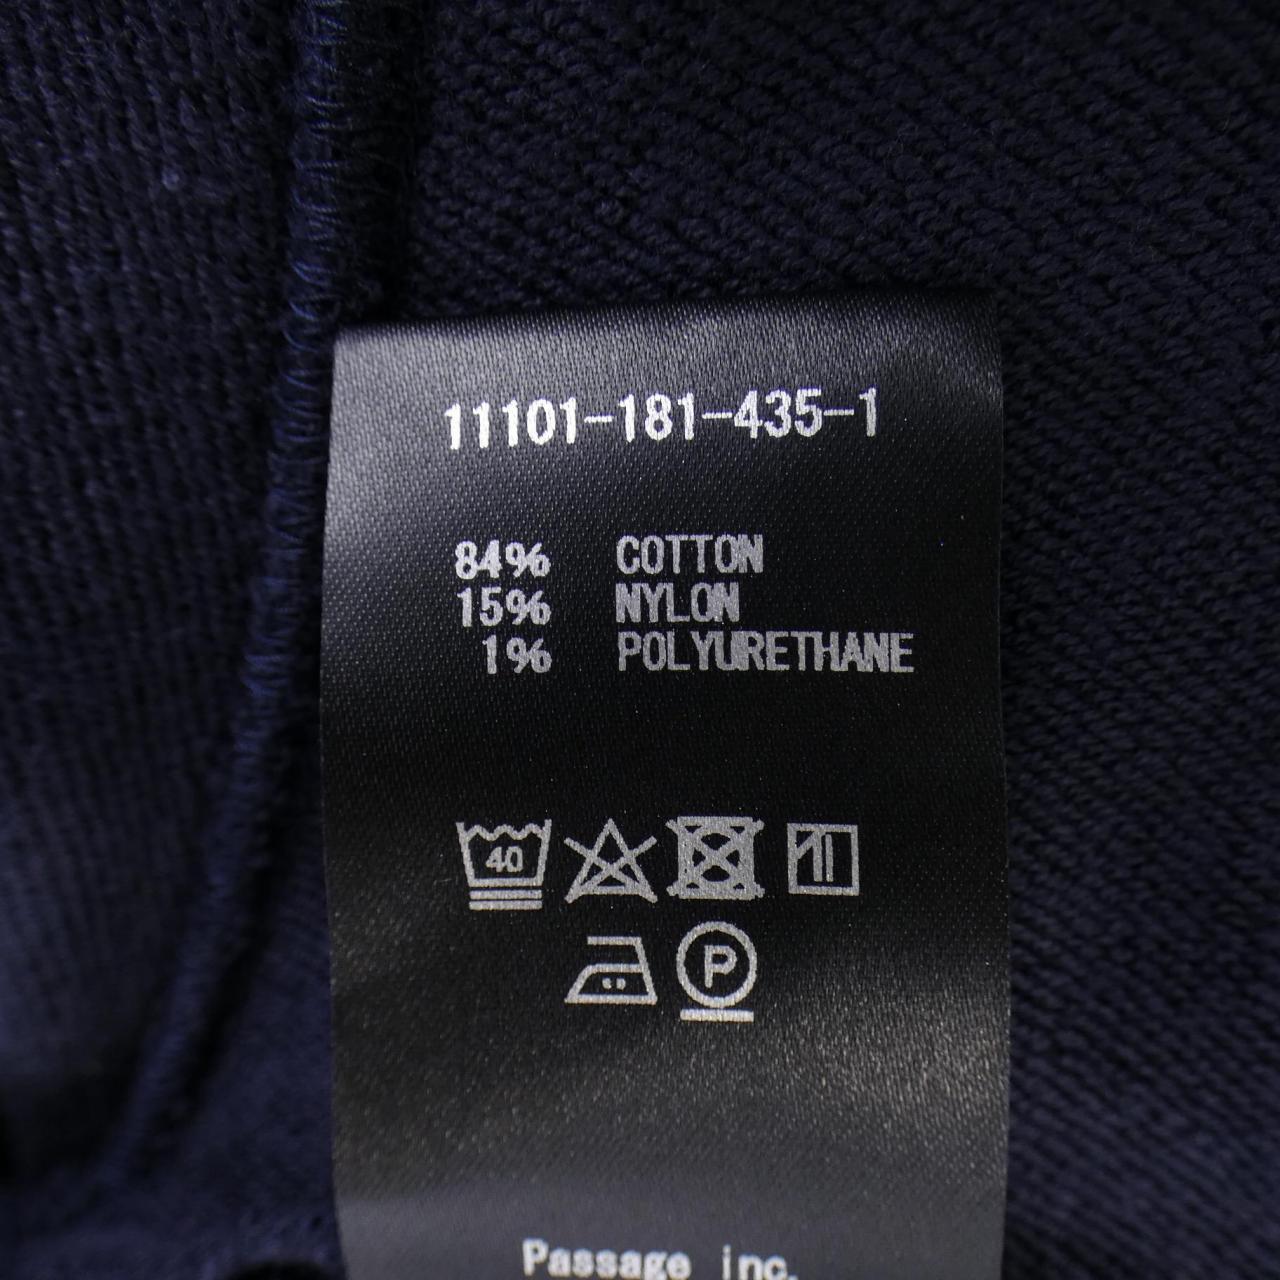 11101-181-435-1
84% COTTON
15% NYLON
1% POLYURETHANE
40
P
Passage inc.